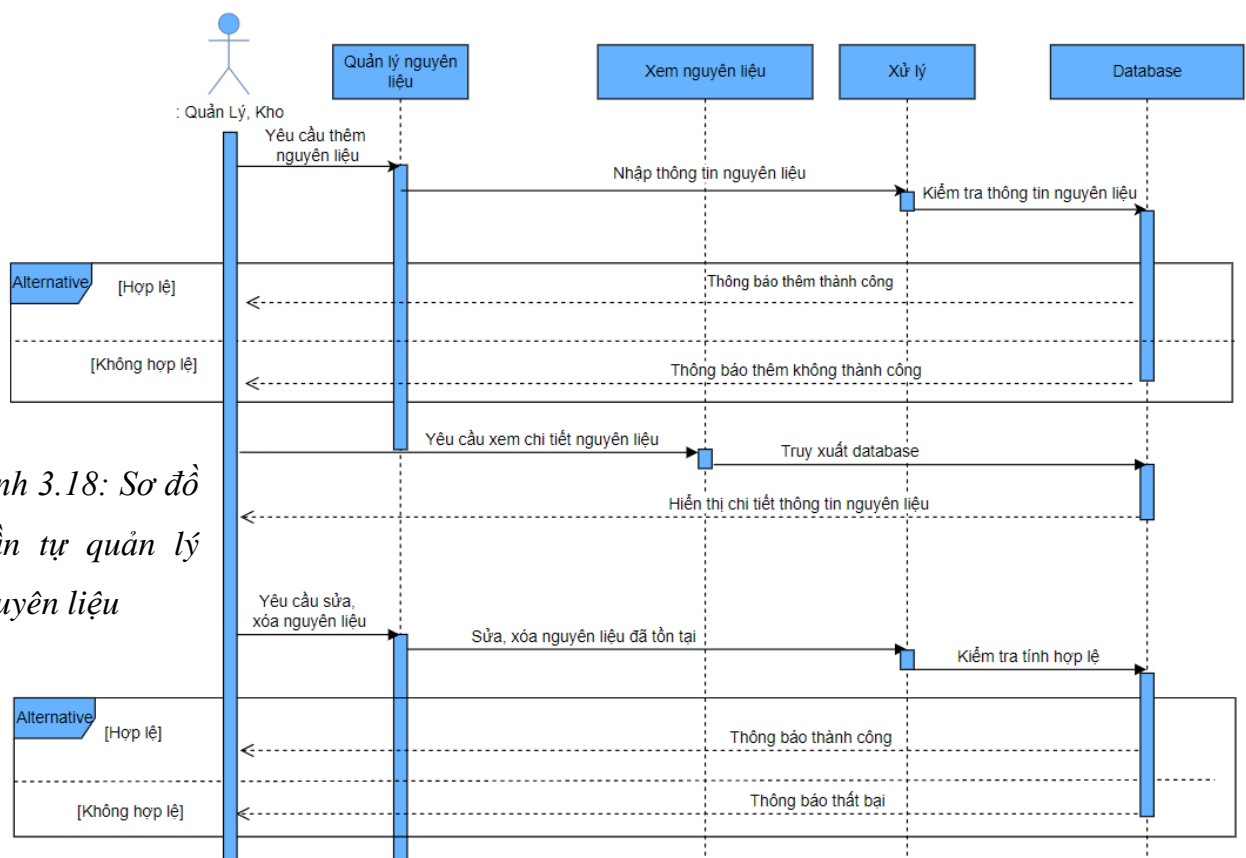 Quản lý nguyên
liệu
Xem nguyên liệu
Xử lý
Database
: Quản Lý, Kho
Yêu cầu thêm
nguyên liệu
Nhập thông tin nguyên liệu
Kiểm tra thông tin nguyên liệu
Alternative
[Hợp lệ]
Thông báo thêm thành công
[Không hợp lệ]
Thông báo thêm không thành công
Yêu cầu xem chi tiết nguyên liệu
Truy xuất database
3.18: Sơ đồ
Hiển thị chi tiết thông tin nguyên liệu
tự quản lý
liệu
Yêu cầu sửa,
xóa nguyên liệu
Sửa, xóa nguyên liệu đã tồn tại
Kiểm tra tính hợp lệ
Alternative
[Hợp lệ]
Thông báo thành công
[Không hợp lệ]
Thông báo thất bại